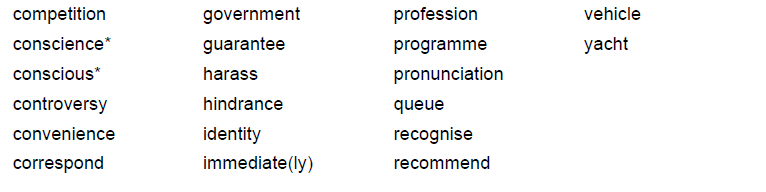 competition government profession vehicle
conscience* guarantee programme yacht
conscious* harass pronunciation
controversy hindrance queue
convenience identity recognise
correspond immediate(ly) recommend